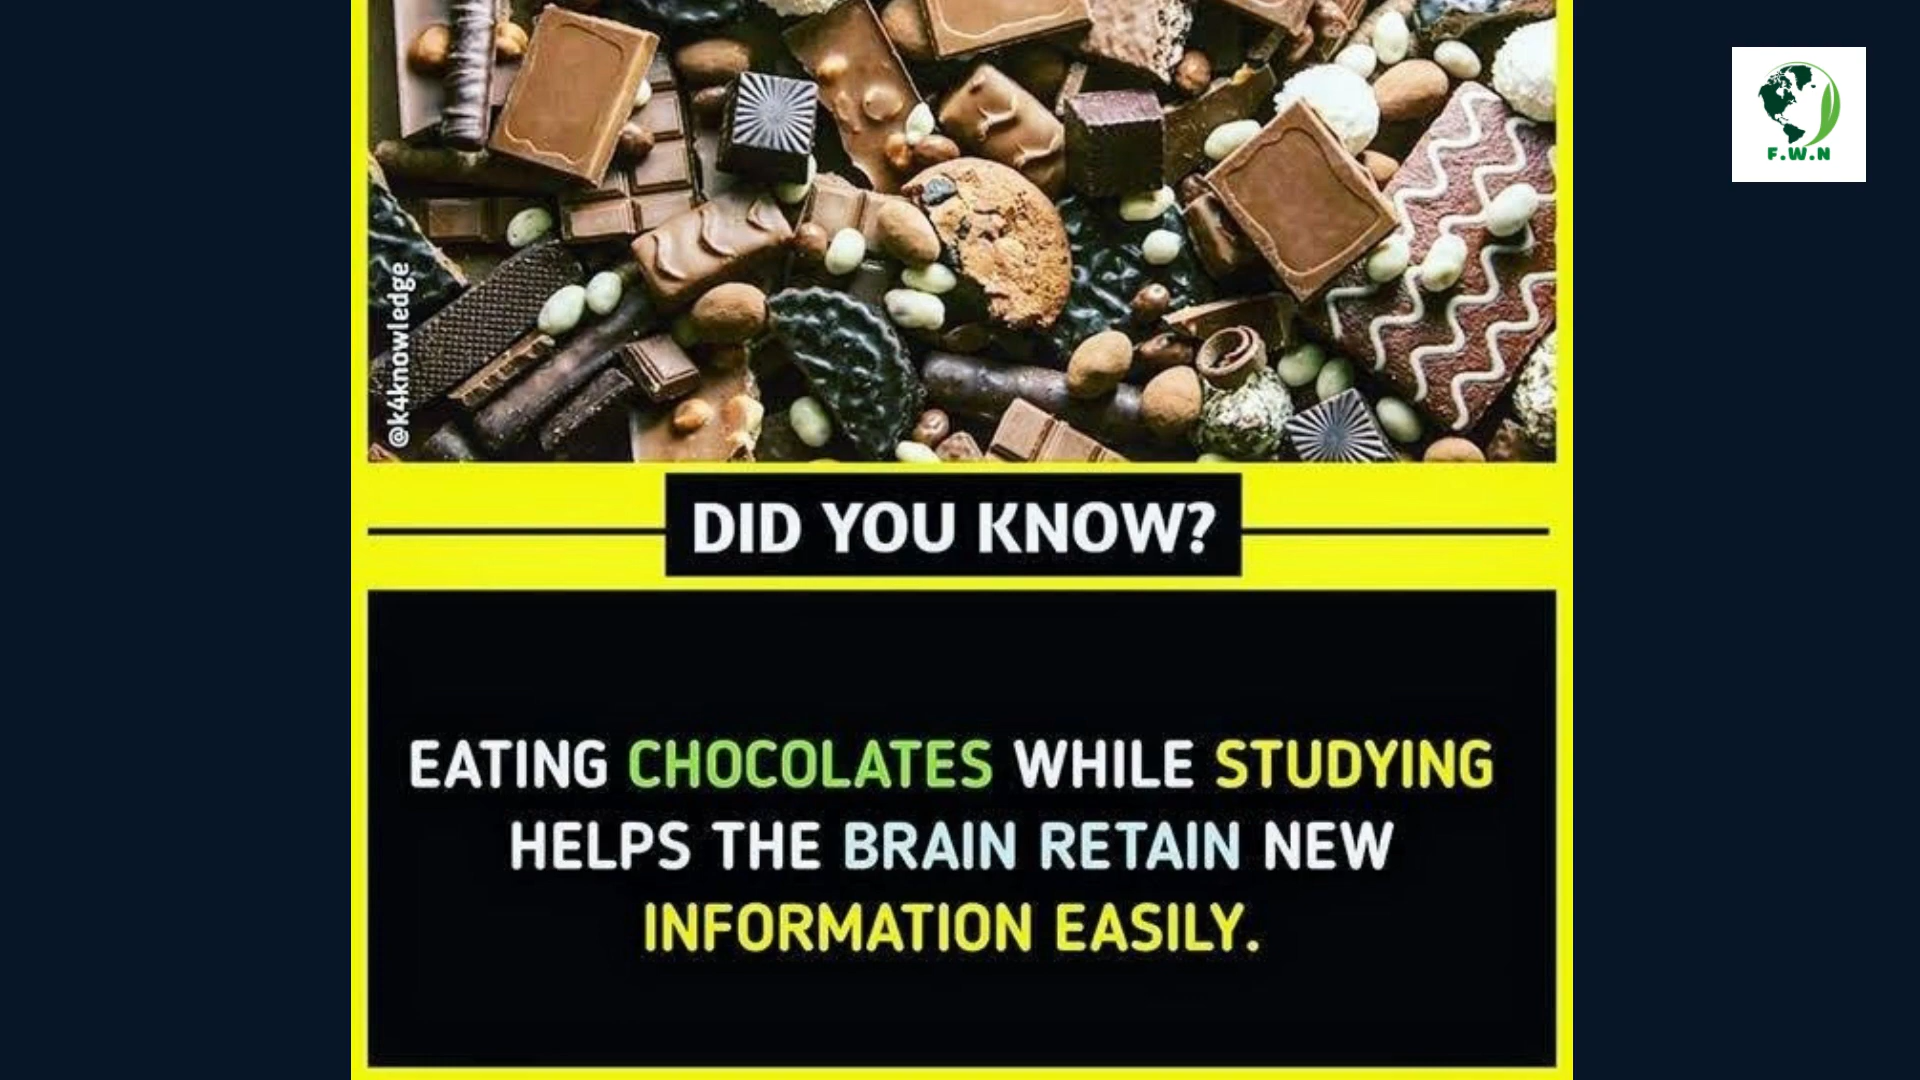 F.W.N
@k4knowledge
DID YOU KNOW?
EATING CHOCOLATES WHILE STUDYING
HELPS THE BRAIN RETAIN NEW
INFORMATION EASILY.